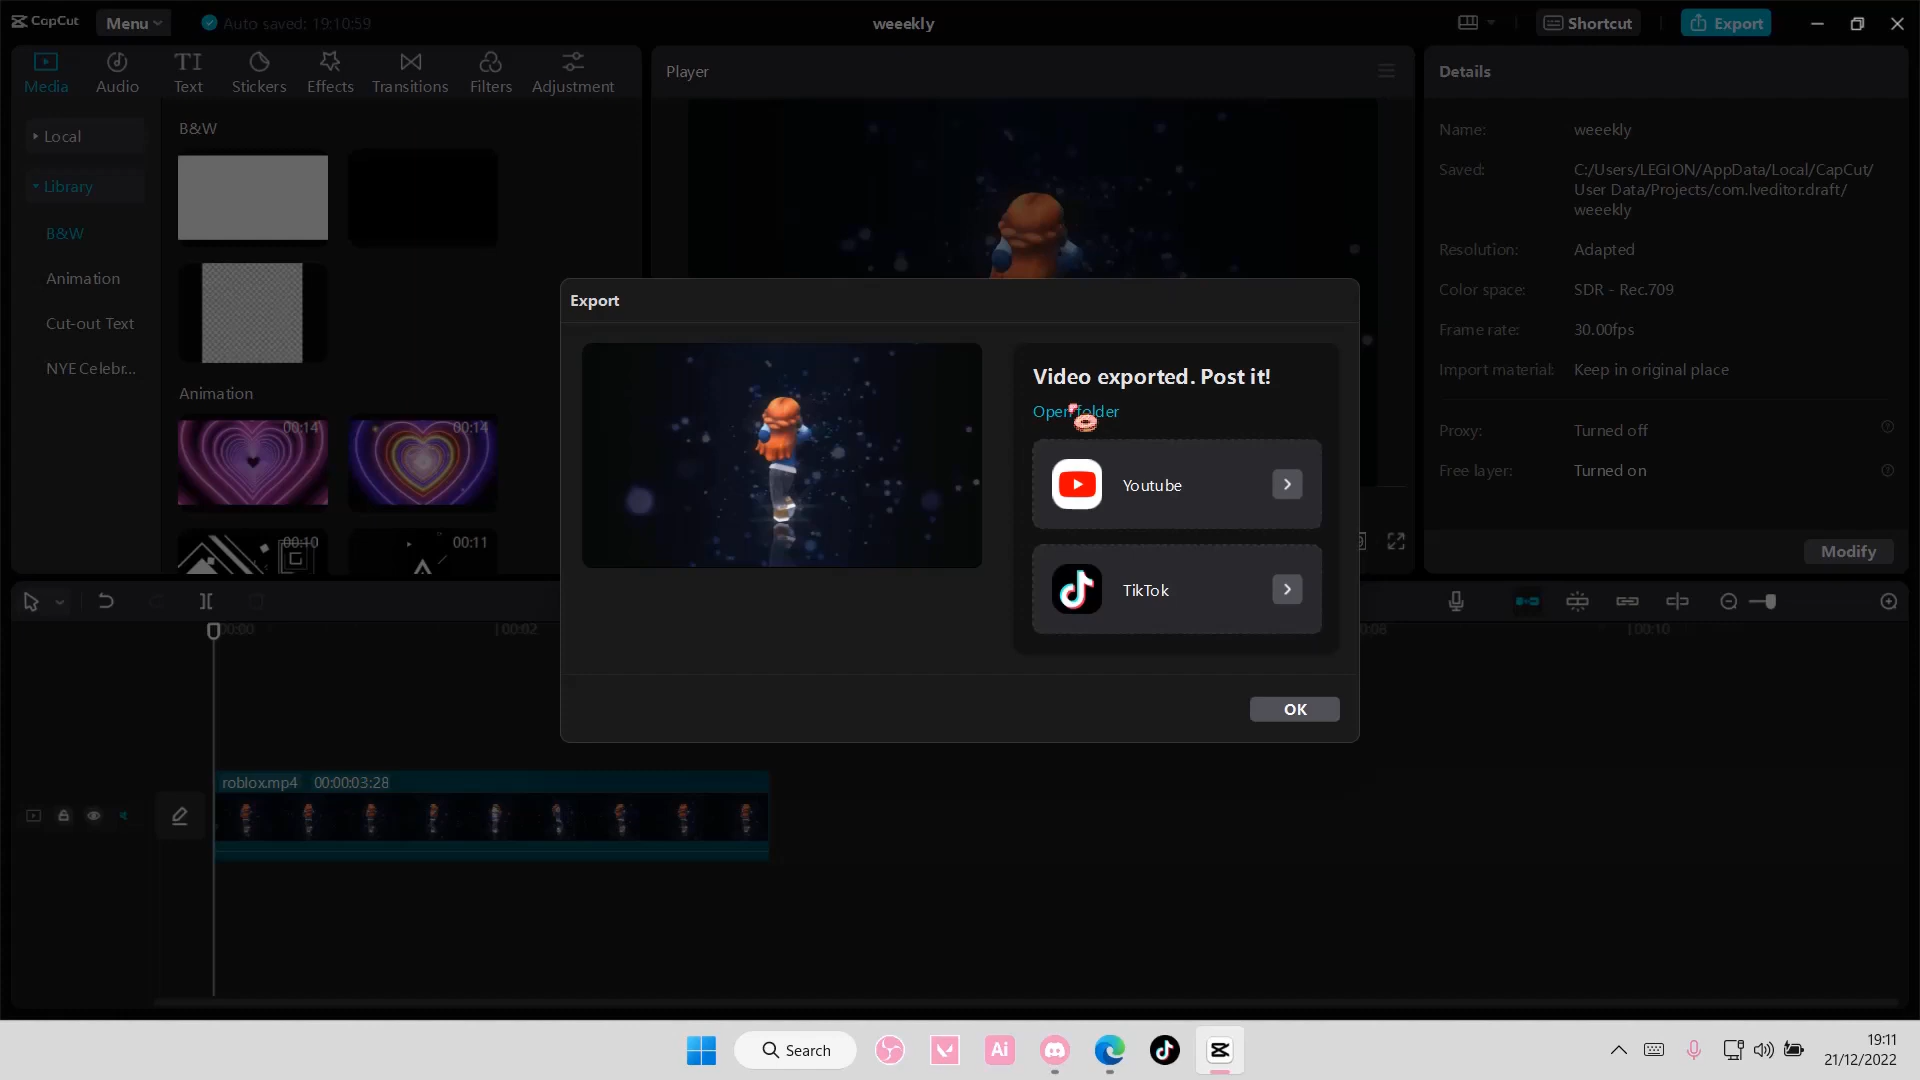 CapCut
Menu
Auto saved: 19:10:59
weeekly
Shortcut
Export
Media
Audio
TI
Text
Stickers
Effects
Transitions
Filters
Adjustment
Local
Library
B&W
Animation
Cut-out Text
NYE Celebr...
B&W
Animation
00:14
00:14
00:10
00:11
Player
Details
Name:
weeekly
Saved:
C:/Users/LEGION/AppData/Local/CapCut/
User Data/Projects/com.lveditor.draft/
weeekly
Resolution:
Adapted
Color space:
SDR - Rec.709
Frame rate:
30.00fps
Import material:
Keep in original place
Proxy:
Turned off
Free layer:
Turned on
Modify
Export
Video exported. Post it!
Open folder
Youtube
TikTok
OK
00:00
00:02
00:10
roblox.mp4
00:00:03:28
Search
Ai
19:11
21/12/2022